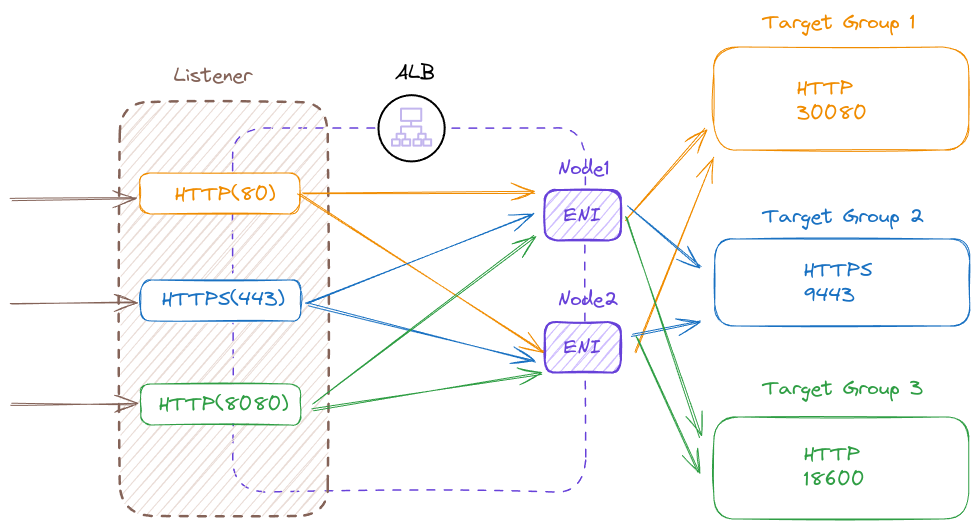 Listener
HTTP(80)
HTTPS(443)
HTTP(8080)
ALB
Node1
ENI
Node2
ENI
Target Group 1
HTTP
30080
Target Group 2
HTTPS
9443
Target Group 3
HTTP
18600